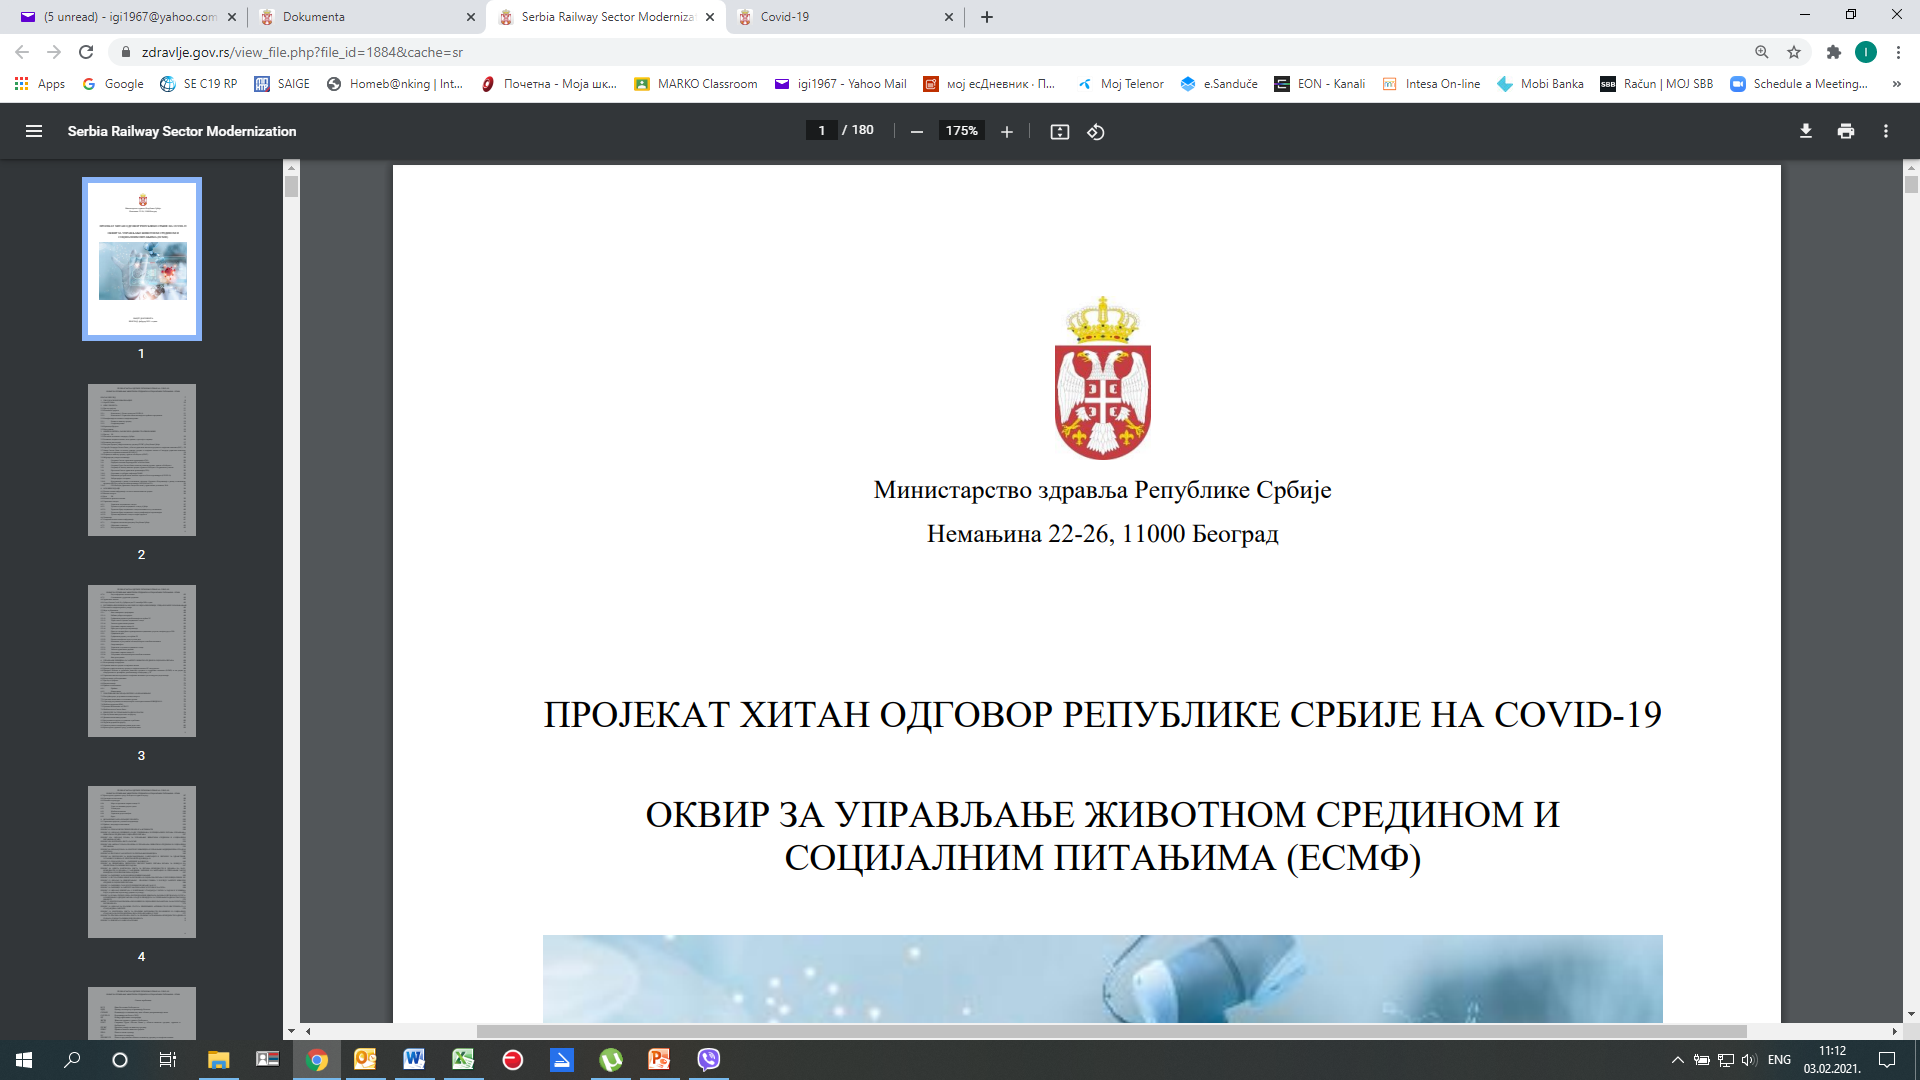 (5 unread) - igi1967@yahoo.com
Dokumenta
Serbia Railway Sector Modernizat
Covid-19
zdravlje.gov.rs/view_file.php?file_id=1884&cache=sr
Apps
Google
SE C19 RP
SAIGE
Homeb@nking | Int...
Почетна - Моја шк...
MARKO Classroom
igi1967 - Yahoo Mail
мој есДневник · П...
Moj Telenor
e.Sanduče
EON - Kanali
Intesa On-line
Mobi Banka
Račun | MOJ SBB
Schedule a Meeting...
»
Serbia Railway Sector Modernization
1 / 180
175%
1
2
3
4
Министарство здравља Републике Србије
Немањина 22-26, 11000 Београд
ПРОЈЕКАТ ХИТАН ОДГОВОР РЕПУБЛИКЕ СРБИЈЕ НА COVID-19
ОКВИР ЗА УПРАВЉАЊЕ ЖИВОТНОМ СРЕДИНОМ И
СОЦИЈАЛНИМ ПИТАЊИМА (ЕСМФ)
ENG
11:12
03.02.2021.